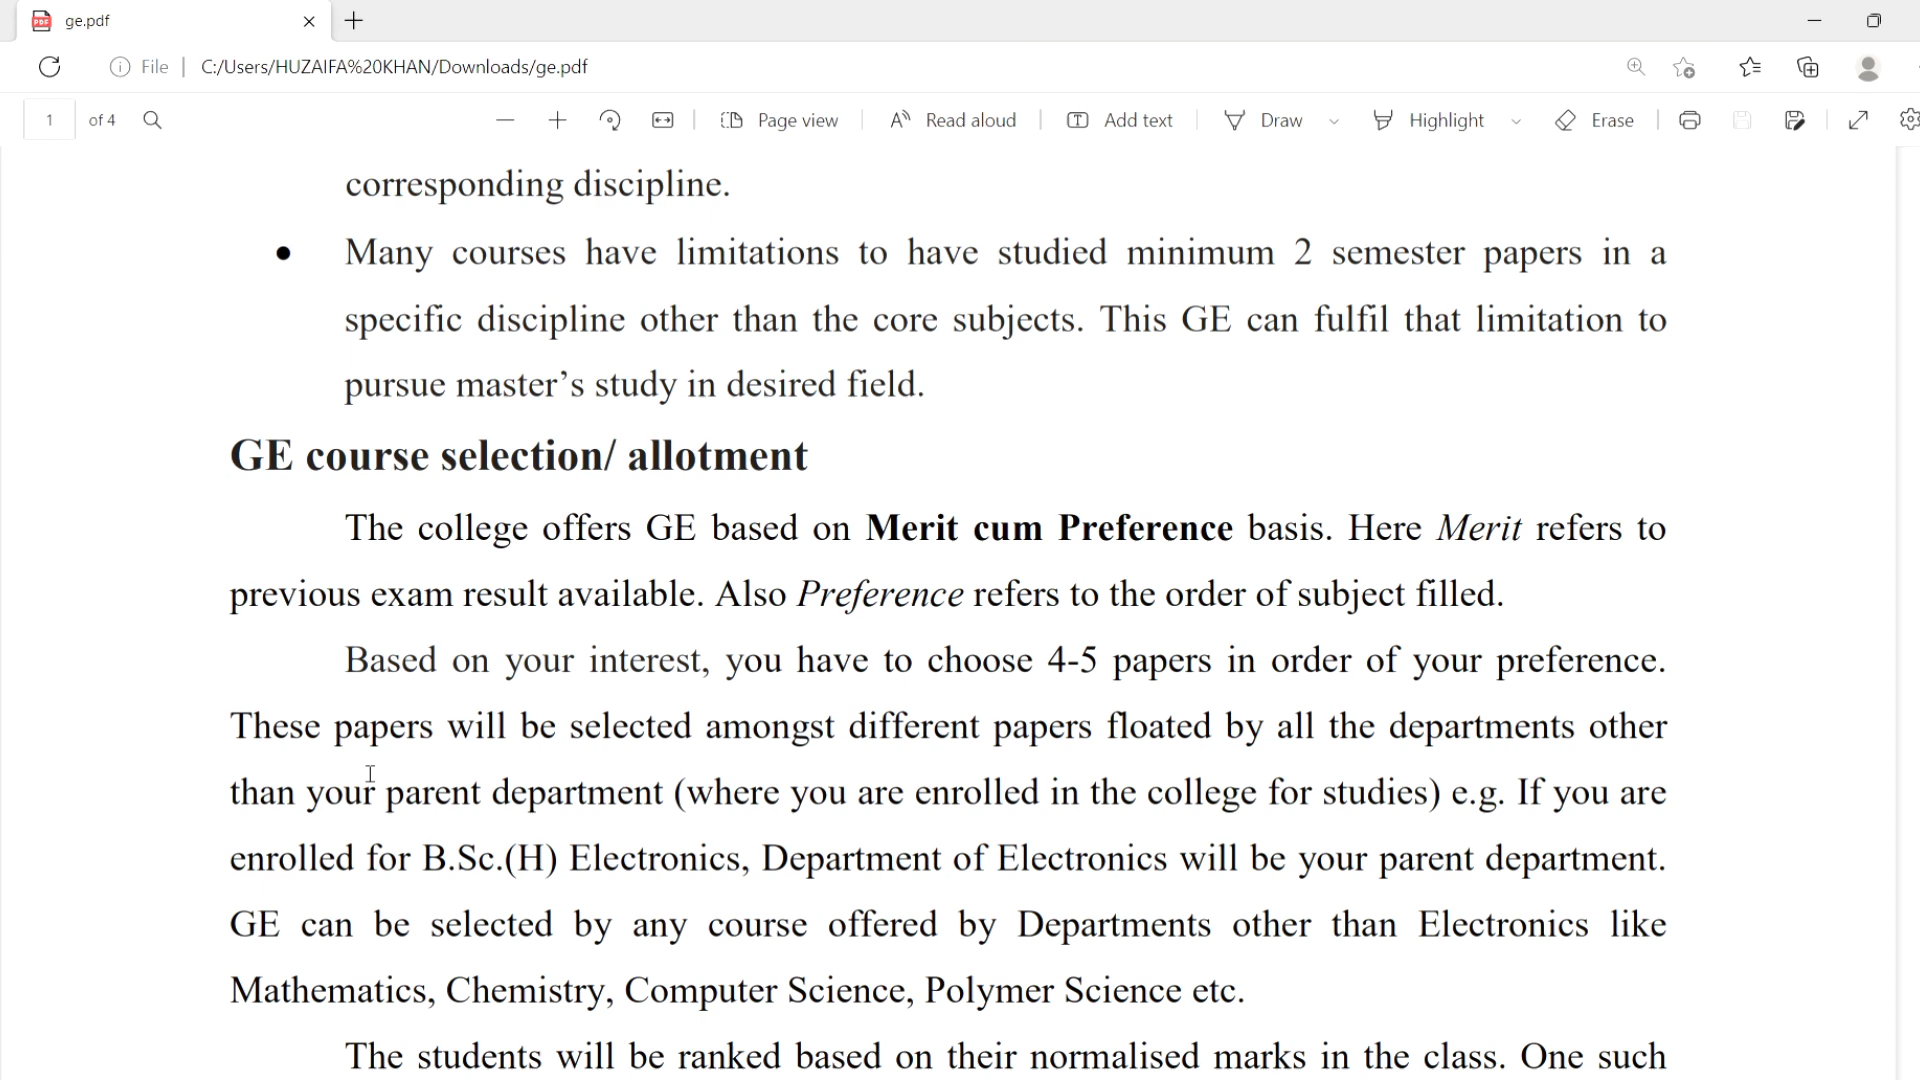 ge.pdf
File
C:/Users/HUZAIFA%20KHAN/Downloads/ge.pdf
1 of 4
Page view
Read aloud
Add text
Draw
Highlight
Erase
corresponding discipline.
● Many courses have limitations to have studied minimum 2 semester papers in a
specific discipline other than the core subjects. This GE can fulfil that limitation to
pursue master’s study in desired field.
GE course selection/ allotment
The college offers GE based on Merit cum Preference basis. Here Merit refers to
previous exam result available. Also Preference refers to the order of subject filled.
Based on your interest, you have to choose 4-5 papers in order of your preference.
These papers will be selected amongst different papers floated by all the departments other
than your parent department (where you are enrolled in the college for studies) e.g. If you are
enrolled for B.Sc.(H) Electronics, Department of Electronics will be your parent department.
GE can be selected by any course offered by Departments other than Electronics like
Mathematics, Chemistry, Computer Science, Polymer Science etc.
The students will be ranked based on their normalised marks in the class. One such